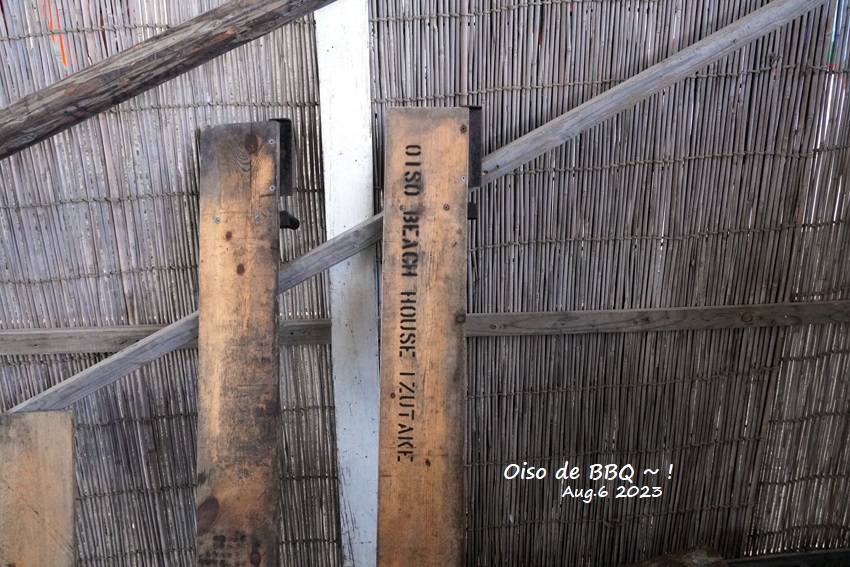 OISO BEACH HOUSE IZUTAKE
Oiso de BBQ ~ !
Aug.6 2023